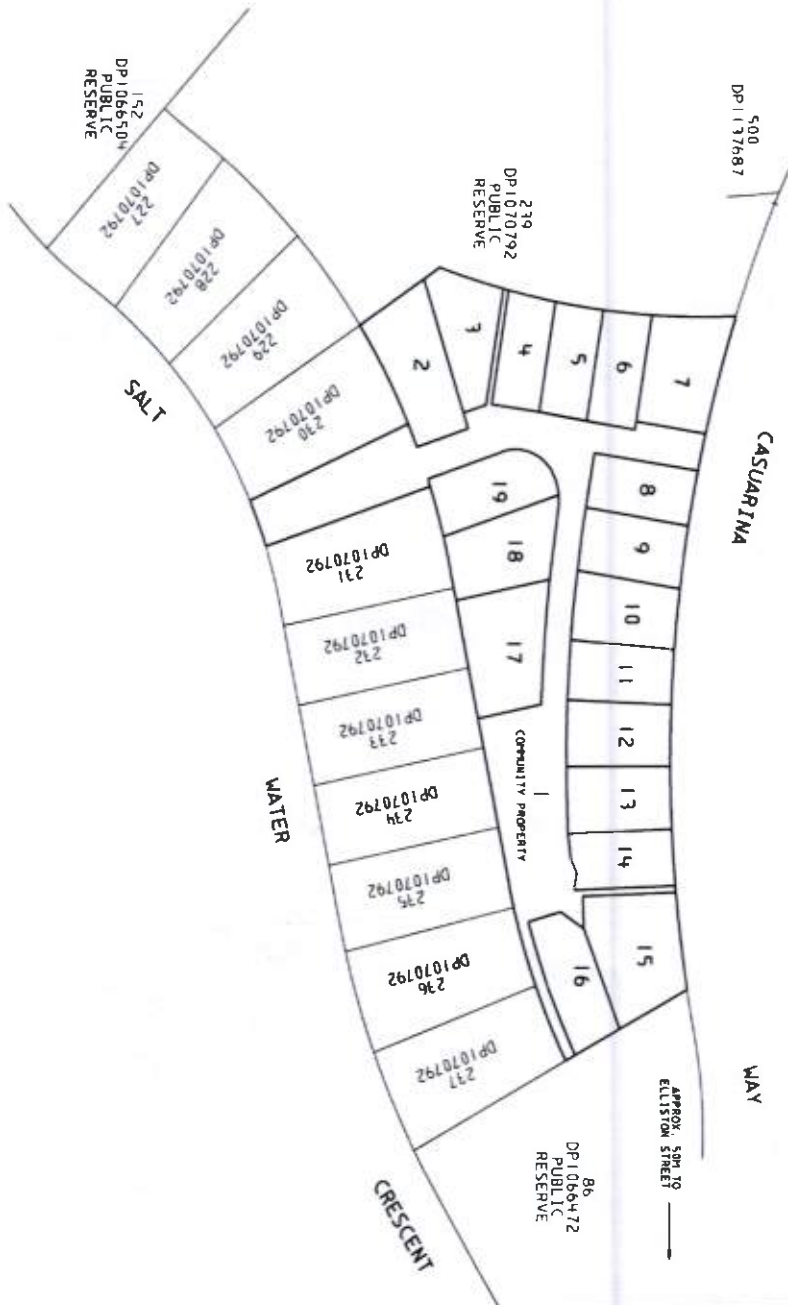 500
DP1137687
152
DP1066504
PUBLIC
RESERVE
239
DP1070792
PUBLIC
RESERVE
227
DP1070792
228
DP1070792
229
DP1070792
230
DP1070792
SALT
2
3
4
5
6
7
CASUARINA
8
9
10
11
12
13
14
15
16
17
18
19
1
COMMUNITY PROPERTY
231
DP1070792
232
DP1070792
233
DP1070792
234
DP1070792
235
DP1070792
236
DP1070792
237
DP1070792
WATER
WAY
APPROX. 50M TO
ELLISTON STREET
86
DP1066472
PUBLIC
RESERVE
CRESCENT